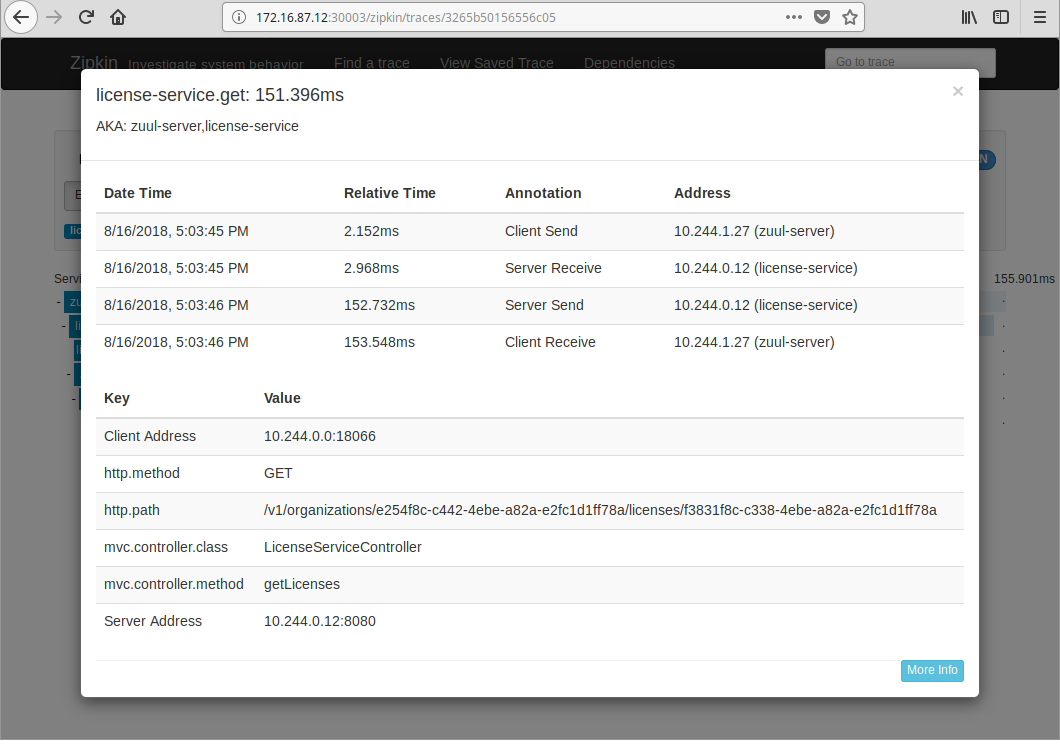 172.16.87.12:30003/zipkin/traces/3265b50156556c05
Zipkin Investigate system behavior Find a trace View Saved Trace Dependencies Go to trace
license-service.get: 151.396ms ×
AKA: zuul-server,license-service
N
Date Time Relative Time Annotation Address
8/16/2018, 5:03:45 PM 2.152ms Client Send 10.244.1.27 (zuul-server)
8/16/2018, 5:03:45 PM 2.968ms Server Receive 10.244.0.12 (license-service)
Servi 155.901ms
8/16/2018, 5:03:46 PM 152.732ms Server Send 10.244.0.12 (license-service)
8/16/2018, 5:03:46 PM 153.548ms Client Receive 10.244.1.27 (zuul-server)
Key Value
Client Address 10.244.0.0:18066
http.method GET
http.path /v1/organizations/e254f8c-c442-4ebe-a82a-e2fc1d1ff78a/licenses/f3831f8c-c338-4ebe-a82a-e2fc1d1ff78a
mvc.controller.class LicenseServiceController
mvc.controller.method getLicenses
Server Address 10.244.0.12:8080
More Info